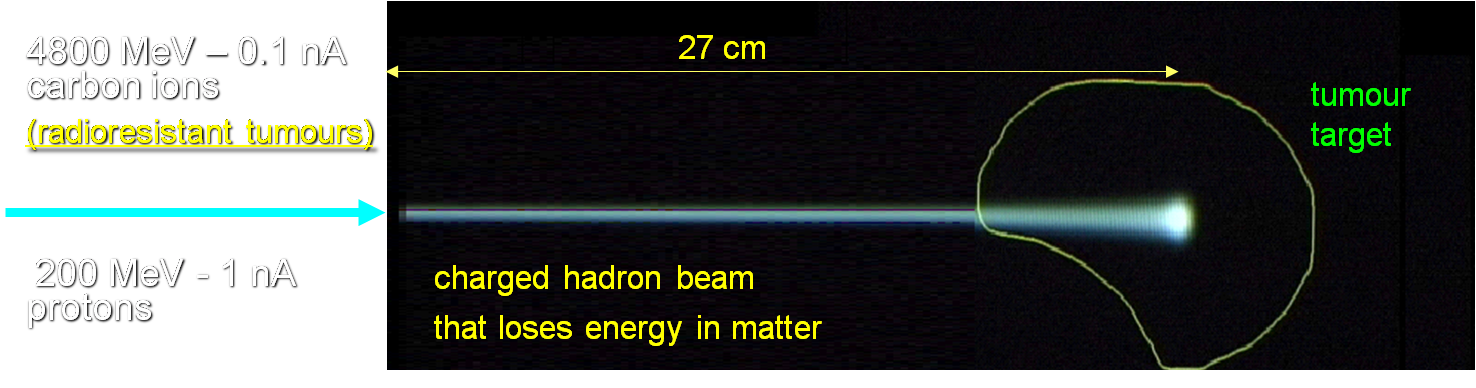 4800 MeV – 0.1 nA
carbon ions
(radioresistant tumours)
200 MeV - 1 nA
protons
27 cm
tumour
target
charged hadron beam
that loses energy in matter